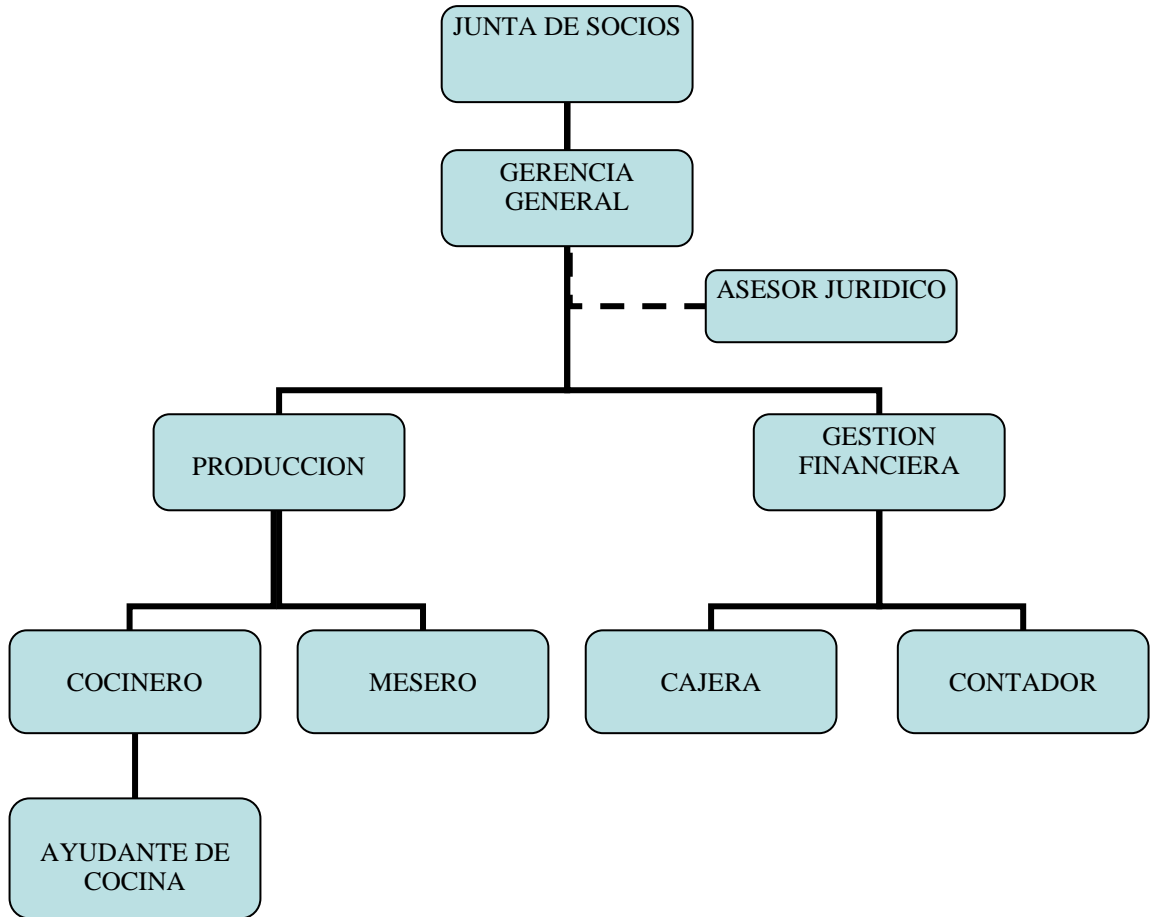 JUNTA DE SOCIOS
GERENCIA
GENERAL
ASESOR JURIDICO
PRODUCCION
GESTION
FINANCIERA
COCINERO
MESERO
CAJERA
CONTADOR
AYUDANTE DE
COCINA